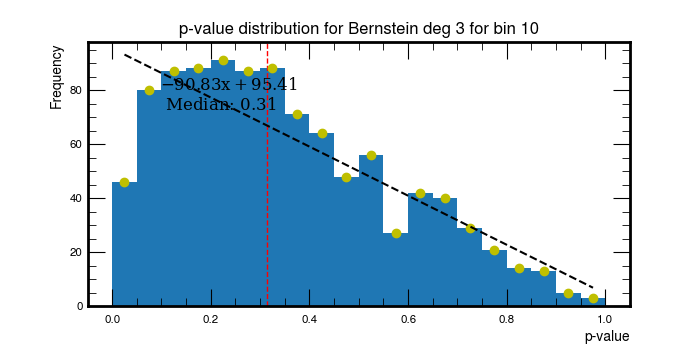 p-value distribution for Bernstein deg 3 for bin 10
Frequency
80
60
40
20
0
−90.83x + 95.41
Median: 0.31
0.0 0.2 0.4 0.6 0.8 1.0
p-value